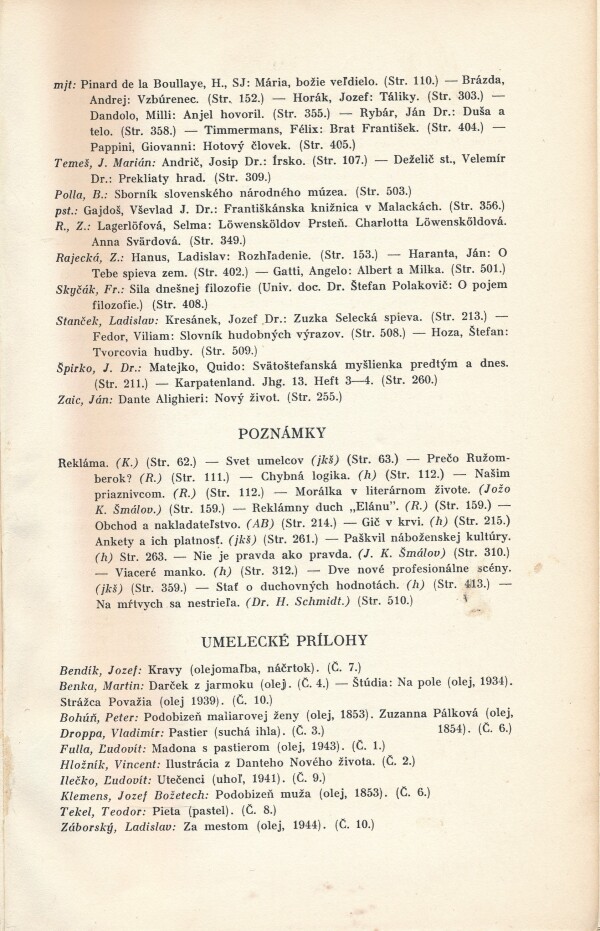 mjt: Pinard de la Boullaye, H., SJ: Mária, božie veľdielo. (Str. 110.) — Brázda,
Andrej: Vzbúrenec. (Str. 152.) — Horák, Jozef: Táliky. (Str. 303.) —
Dandolo, Milli: Anjel hovoril. (Str. 355.) — Rybár, Ján Dr.: Duša a
telo. (Str. 358.) — Timmermans, Félix: Brat František. (Str. 404.) —
Pappini, Giovanni: Hotový človek. (Str. 405.)
Temeš, J. Marián: Andrič, Josip Dr.: Írsko. (Str. 107.) — Deželič st., Velemír
Dr.: Prekliaty hrad. (Str. 309.)
Polla, B.: Sborník slovenského národného múzea. (Str. 503.)
pst.: Gajdoš, Vševlad J. Dr.: Františkánska knižnica v Malackách. (Str. 356.)
R., Z.: Lagerlöfová, Selma: Löwensköldov Prsteň. Charlotta Löwensköldová.
Anna Svärdová. (Str. 349.)
Rajecká, Z.: Hanus, Ladislav: Rozhľadenie. (Str. 153.) — Haranta, Ján: O
Tebe spieva zem. (Str. 402.) — Gatti, Angelo: Albert a Milka. (Str. 501.)
Skyčák, Fr.: Sila dnešnej filozofie (Univ. doc. Dr. Štefan Polakovič: O pojem
filozofie.) (Str. 408.)
Stanček, Ladislav: Kresánek, Jozef Dr.: Zuzka Selecká spieva. (Str. 213.) —
Fedor, Viliam: Slovník hudobných výrazov. (Str. 508.) — Hoza, Štefan:
Tvorcovia hudby. (Str. 509.)
Špirko, J. Dr.: Matejko, Quido: Svätoštefanská myšlienka predtým a dnes.
(Str. 211.) — Karpatenland. Jhg. 13. Heft 3—4. (Str. 260.)
Zaic, Ján: Dante Alighieri: Nový život. (Str. 255.)
POZNÁMKY
Rekláma. (K.) (Str. 62.) — Svet umelcov (jkš) (Str. 63.) — Prečo Ružom-
berok? (R.) (Str. 111.) — Chybná logika. (h) (Str. 112.) — Našim
priaznivcom. (R.) (Str. 112.) — Morálka v literárnom živote. (Jožo
K. Šmálov.) (Str. 159.) — Reklámny duch „Elánu". (R.) (Str. 159.) —
Obchod a nakladateľstvo. (AB) (Str. 214.) — Gič v krvi. (h) (Str. 215.)
Ankety a ich platnosť. (jkš) (Str. 261.) — Paškvil náboženskej kultúry.
(h) Str. 263. — Nie je pravda ako pravda. (J. K. Šmálov) (Str. 310.)
— Viaceré manko. (h) (Str. 312.) — Dve nové profesionálne scény.
(jkš) (Str. 359.) — Stať o duchovných hodnotách. (h) (Str. 413.) —
Na mŕtvych sa nestrieľa. (Dr. H. Schmidt.) (Str. 510.)
UMELECKÉ PRÍLOHY
Bendík, Jozef: Kravy (olejomaľba, náčrtok). (Č. 7.)
Benka, Martin: Darček z jarmoku (olej). (Č. 4.) — Štúdia: Na pole (olej, 1934).
Strážca Považia (olej 1939). (Č. 10.)
Bohúň, Peter: Podobizeň maliarovej ženy (olej, 1853). Zuzanna Pálková (olej,
Droppa, Vladimír: Pastier (suchá ihla). (Č. 3.) 1854). (Č. 6.)
Fulla, Ľudovít: Madona s pastierom (olej, 1943). (Č. 1.)
Hložník, Vincent: Ilustrácia z Danteho Nového života. (Č. 2.)
Ilečko, Ľudovít: Utečenci (uhoľ, 1941). (Č. 9.)
Klemens, Jozef Božetech: Podobizeň muža (olej, 1853). (Č. 6.)
Tekel, Teodor: Pieta (pastel). (Č. 8.)
Záborský, Ladislav: Za mestom (olej, 1944). (Č. 10.)